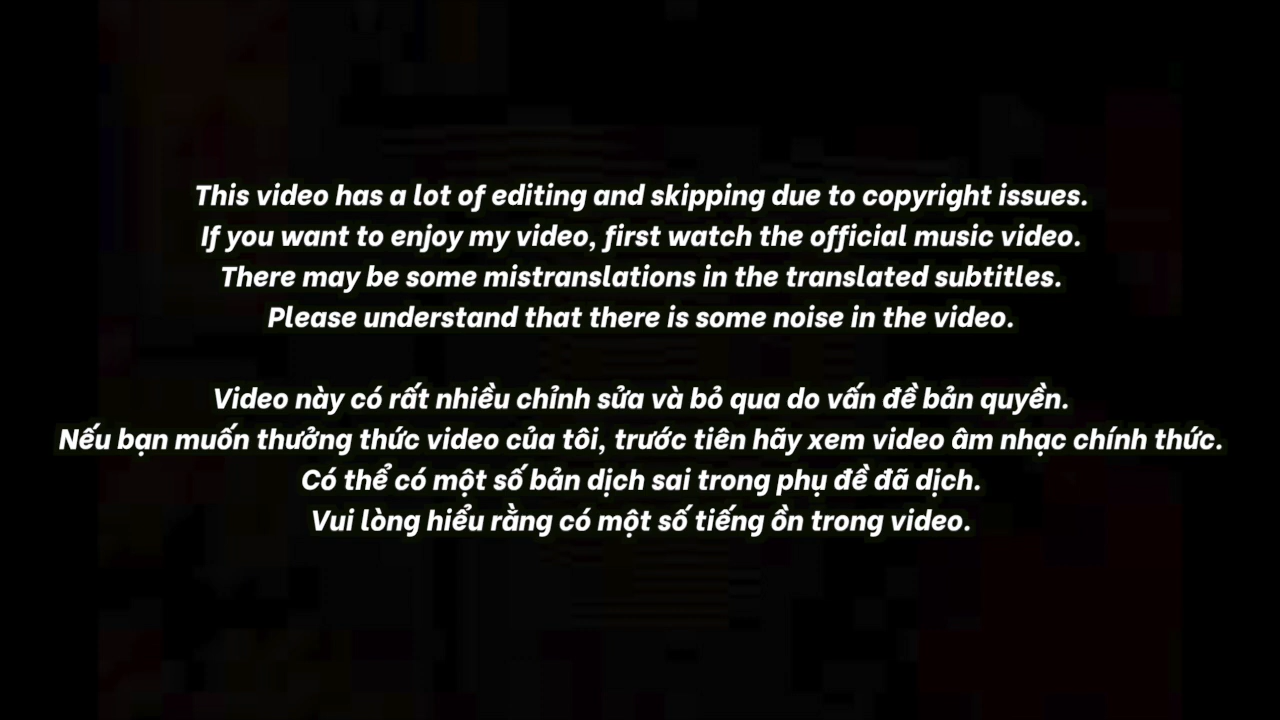 This video has a lot of editing and skipping due to copyright issues.
If you want to enjoy my video, first watch the official music video.
There may be some mistranslations in the translated subtitles.
Please understand that there is some noise in the video.
Video này có rất nhiều chỉnh sửa và bỏ qua do vấn đề bản quyền.
Nếu bạn muốn thưởng thức video của tôi, trước tiên hãy xem video âm nhạc chính thức.
Có thể có một số bản dịch sai trong phụ đề đã dịch.
Vui lòng hiểu rằng có một số tiếng ồn trong video.